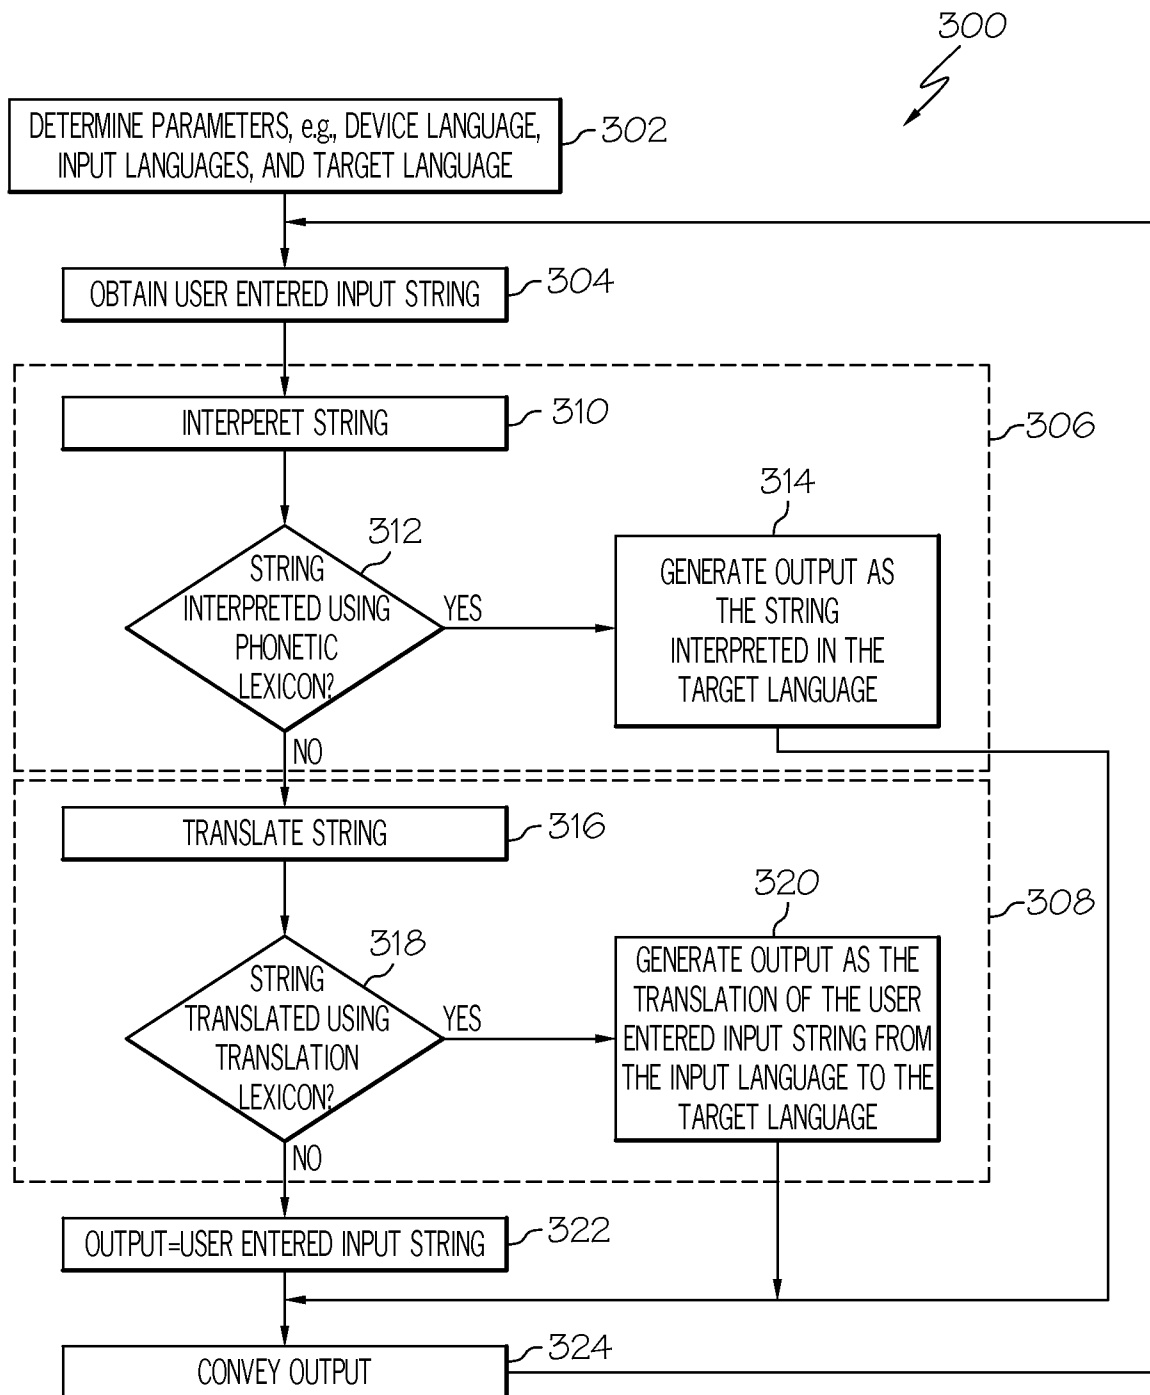 300
DETERMINE PARAMETERS, e.g., DEVICE LANGUAGE,
INPUT LANGUAGES, AND TARGET LANGUAGE
302
OBTAIN USER ENTERED INPUT STRING
304
INTERPERET STRING
310
306
312
STRING
INTERPRETED USING
PHONETIC
LEXICON?
YES
NO
314
GENERATE OUTPUT AS
THE STRING
INTERPRETED IN THE
TARGET LANGUAGE
TRANSLATE STRING
316
308
318
STRING
TRANSLATED USING
TRANSLATION
LEXICON?
YES
NO
320
GENERATE OUTPUT AS THE
TRANSLATION OF THE USER
ENTERED INPUT STRING FROM
THE INPUT LANGUAGE TO THE
TARGET LANGUAGE
OUTPUT=USER ENTERED INPUT STRING
322
CONVEY OUTPUT
324